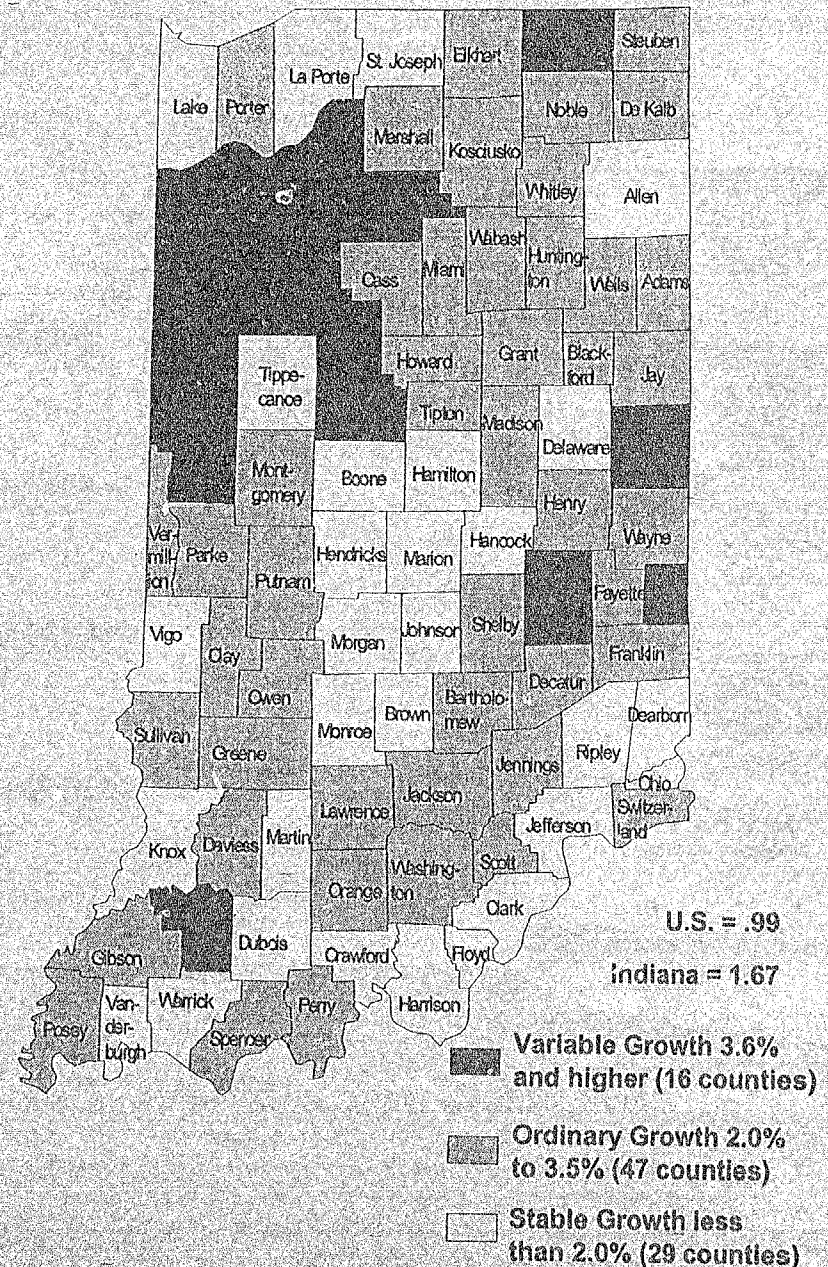 Steuben
Elkhart
St. Joseph
La Porte
Lake
Porter
Noble
De Kalb
Marshall
Kosciusko
Whitley
Allen
Wabash
Hunting-
ton
Miami
Cass
Wells
Adams
Howard
Grant
Black-
ford
Jay
Tippe-
canoe
Tipton
Madison
Delaware
Mont-
gomery
Boone
Hamilton
Henry
Ver-
mill-
ion
Parke
Putnam
Hendricks
Marion
Hancock
Wayne
Fayette
Vigo
Clay
Morgan
Johnson
Shelby
Franklin
Owen
Decatur
Monroe
Brown
Bartholo-
mew
Dearborn
Sullivan
Greene
Jennings
Ripley
Ohio
Jackson
Lawrence
Switzer-
land
Jefferson
Knox
Daviess
Martin
Orange
Washing-
ton
Scott
Clark
Dubois
Crawford
Floyd
Gibson
Harrison
Posey
Van-
der-
burgh
Warrick
Spencer
Perry
U.S. = .99
Indiana = 1.67
Variable Growth 3.6%
and higher (16 counties)
Ordinary Growth 2.0%
to 3.5% (47 counties)
Stable Growth less
than 2.0% (29 counties)